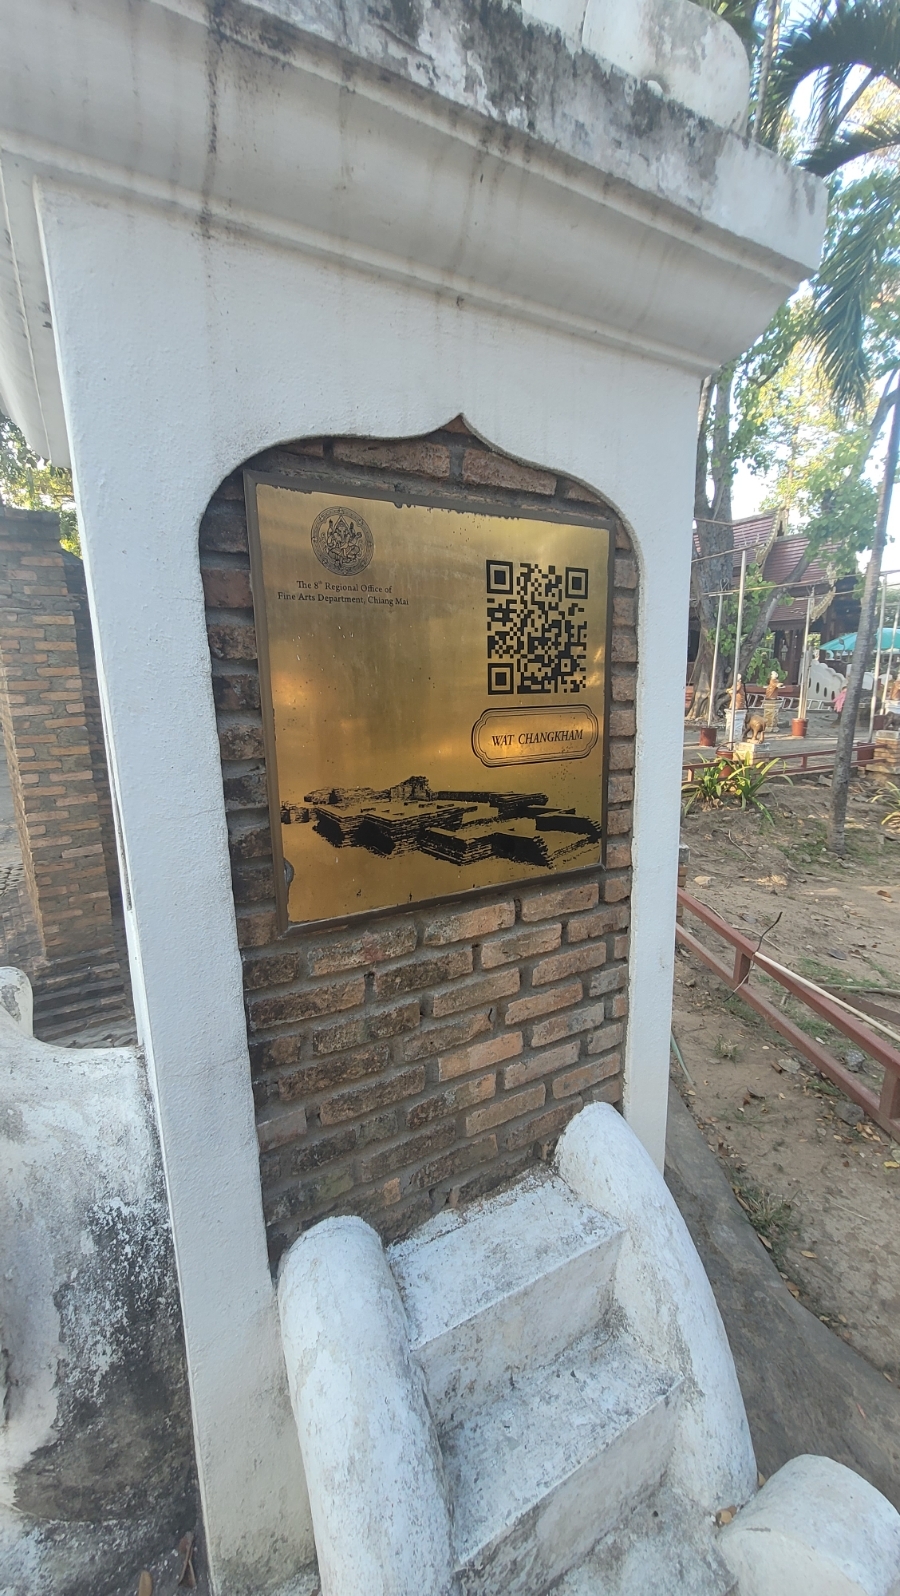 The 8th Regional Office of
Fine Arts Department, Chiang Mai
WAT CHANGKHAM